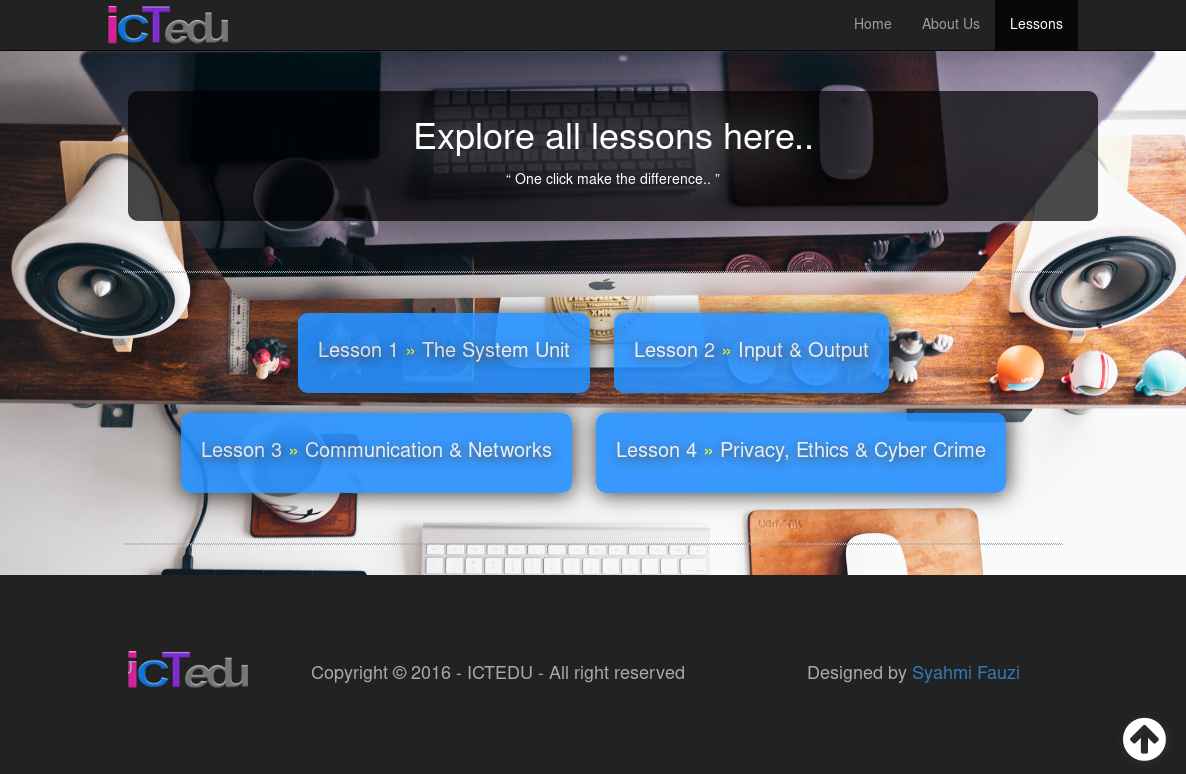 icTedu
Home About Us Lessons
Explore all lessons here..
“ One click make the difference.. ”
Lesson 1 » The System Unit
Lesson 2 » Input & Output
Lesson 3 » Communication & Networks
Lesson 4 » Privacy, Ethics & Cyber Crime
icTedu
Copyright © 2016 - ICTEDU - All right reserved
Designed by Syahmi Fauzi